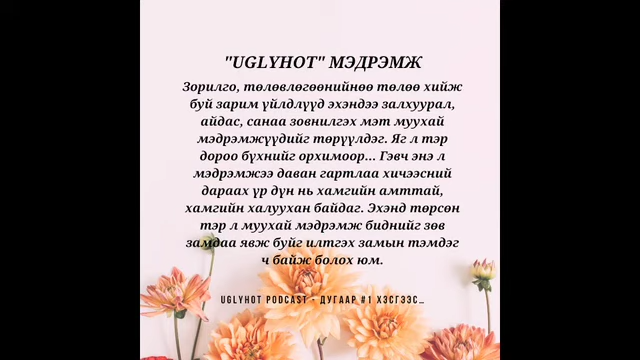 "UGLYHOT" МЭДРЭМЖ
Зорилго, төлөвлөгөөнийнөө төлөө хийж
буй зарим үйлдлүүд эхэндээ залхуурал,
айдас, санаа зовнилгэх мэт муухай
мэдрэмжүүдийг төрүүлдэг. Яг л тэр
дороо бүхнийг орхимоор... Гэвч энэ л
мэдрэмжээ даван гартлаа хичээсний
дараах үр дүн нь хамгийн амттай,
хамгийн халуухан байдаг. Эхэнд төрсөн
тэр л муухай мэдрэмж биднийг зөв
замдаа явж буйг илтгэх замын тэмдэг
ч байж болох юм.
UGLYHOT PODCAST - ДУГААР #1 ХЭСГЭЭС...